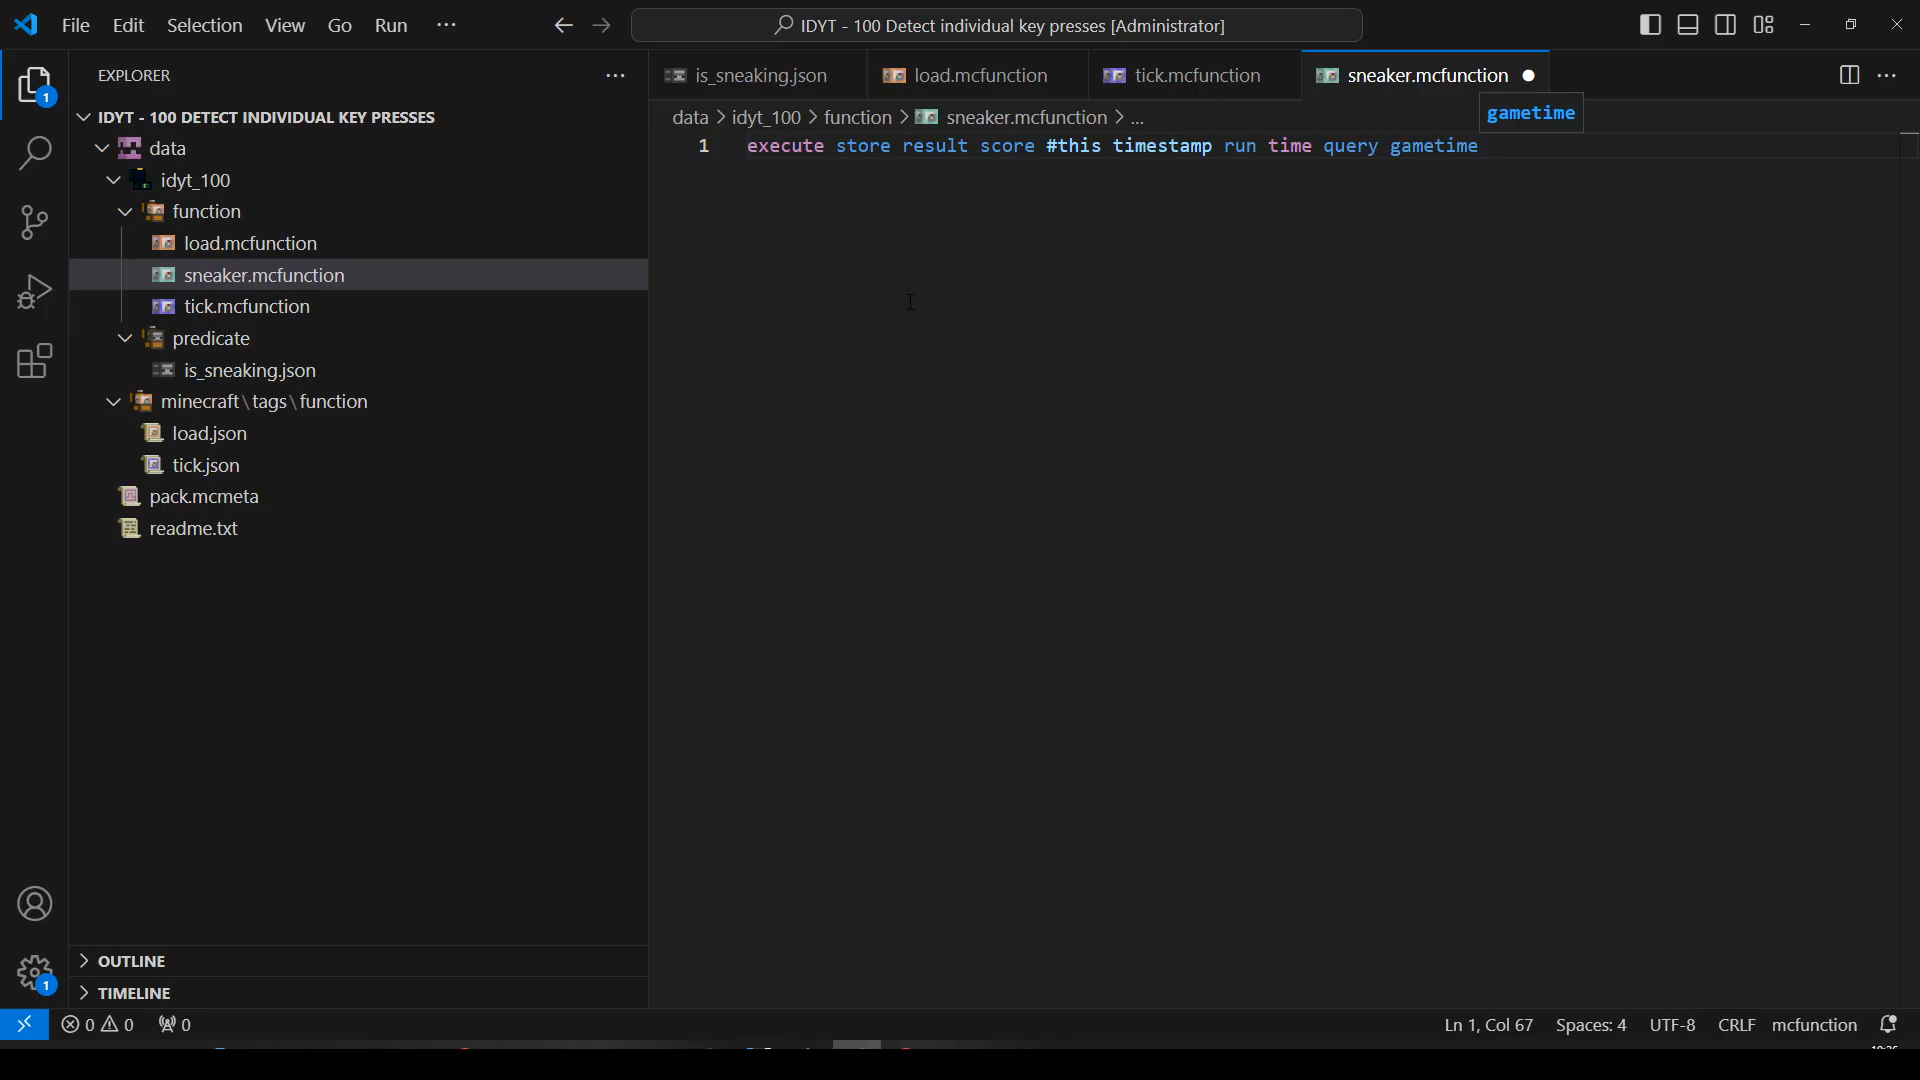 File Edit Selection View Go Run ···
IDYT - 100 Detect individual key presses [Administrator]
EXPLORER
1
IDYT - 100 DETECT INDIVIDUAL KEY PRESSES
data
idyt_100
function
load.mcfunction
sneaker.mcfunction
tick.mcfunction
predicate
is_sneaking.json
minecraft\tags\function
load.json
tick.json
pack.mcmeta
readme.txt
OUTLINE
TIMELINE
1
is_sneaking.json load.mcfunction tick.mcfunction sneaker.mcfunction
data > idyt_100 > function > sneaker.mcfunction > ...
gametime
1 execute store result score #this timestamp run time query gametime
0 0 0 Ln 1, Col 67 Spaces: 4 UTF-8 CRLF mcfunction